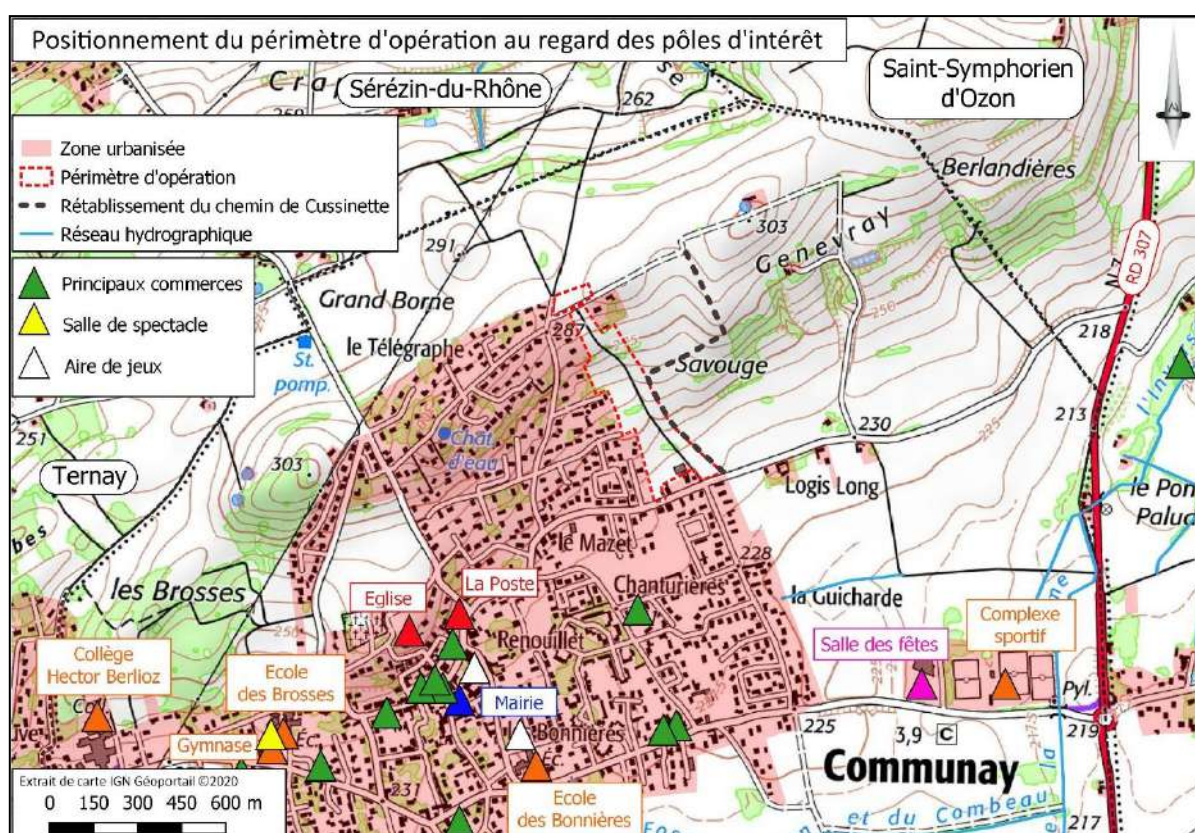 Positionnement du périmètre d'opération au regard des pôles d'intérêt
Sérézin-du-Rhône
262
Saint-Symphorien
d'Ozon
Zone urbanisée
Périmètre d'opération
Rétablissement du chemin de Cussinette
Réseau hydrographique
Principaux commerces
Salle de spectacle
Aire de jeux
Berlandières
303
Genevray
291
Grand Borne
RD 307
287
le Télégraphe
St.
pomp.
250
218
Savouge
213
251
230
Chât
d'eau
303
Ternay
Logis Long
le Mazet
228
les Brosses
La Poste
Eglise
Chanturières
la Guicharde
Renouillet
Complexe
sportif
Salle des fêtes
Collège
Hector Berlioz
Ecole
des Brosses
Mairie
Pyl.
Gymnase
Bonnières
225
219
3,9 C
Communay
Extrait de carte IGN Géoportail ©2020
0 150 300 450 600 m
231
Ecole
des Bonnières
et du Combeau
217